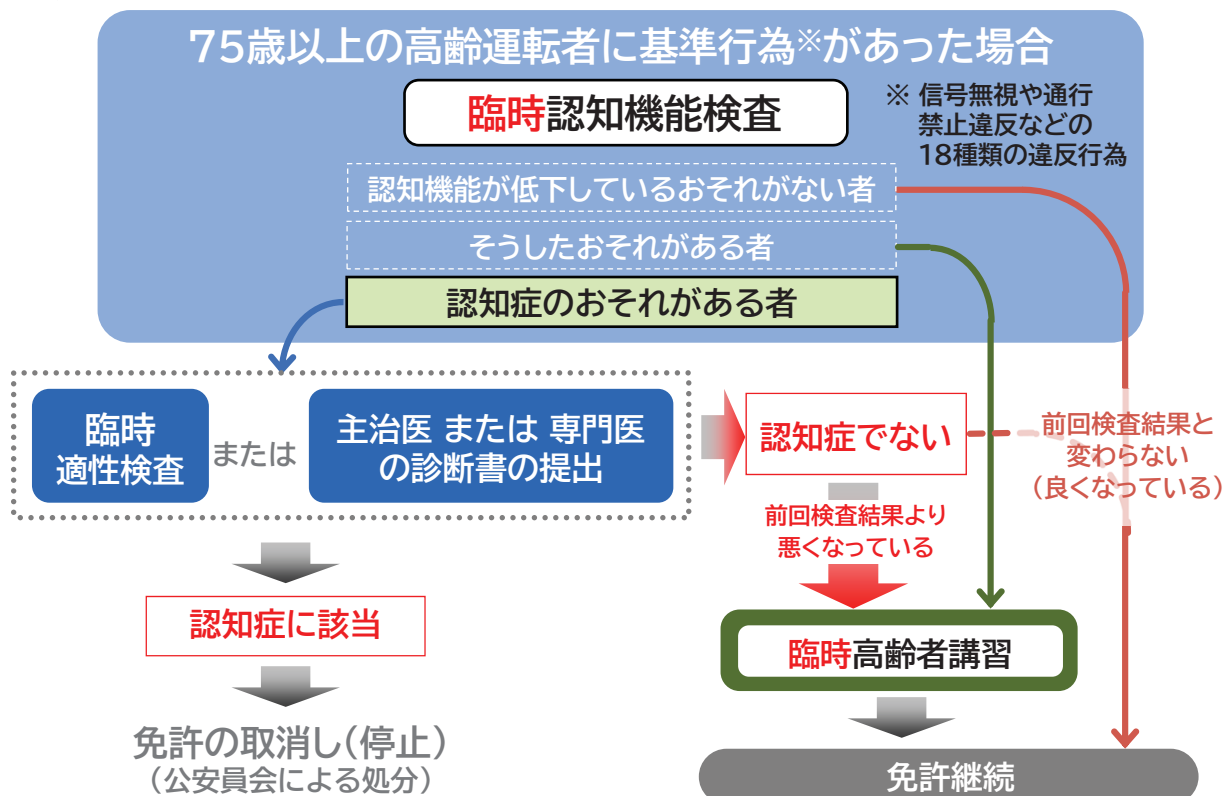 75歳以上の高齢運転者に基準行為※があった場合
臨時認知機能検査
※ 信号無視や通行
禁止違反などの
18種類の違反行為
認知機能が低下しているおそれがない者
そうしたおそれがある者
認知症のおそれがある者
臨時
適性検査
または
主治医 または 専門医
の診断書の提出
認知症でない
前回検査結果と
変わらない
（良くなっている）
前回検査結果より
悪くなっている
認知症に該当
臨時高齢者講習
免許の取消し（停止）
（公安員会による処分）
免許継続